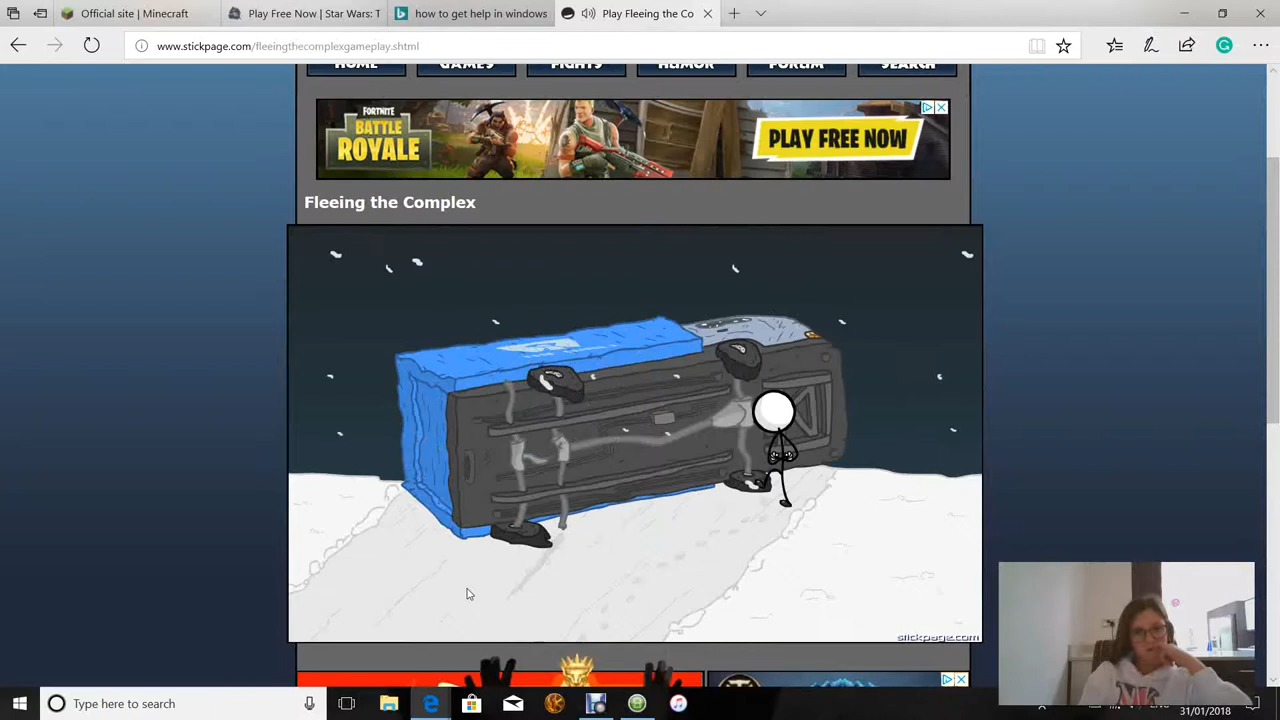 Official site | Minecraft
Play Free Now | Star Wars: T
how to get help in windows
Play Fleeing the Co
www.stickpage.com/fleeingthecomplexgameplay.shtml
HOME
GAMES
FIGHTS
HUMOR
FORUM
SEARCH
FORTNITE
BATTLE
ROYALE
PLAY FREE NOW
Fleeing the Complex
stickpage.com
Type here to search
31/01/2018